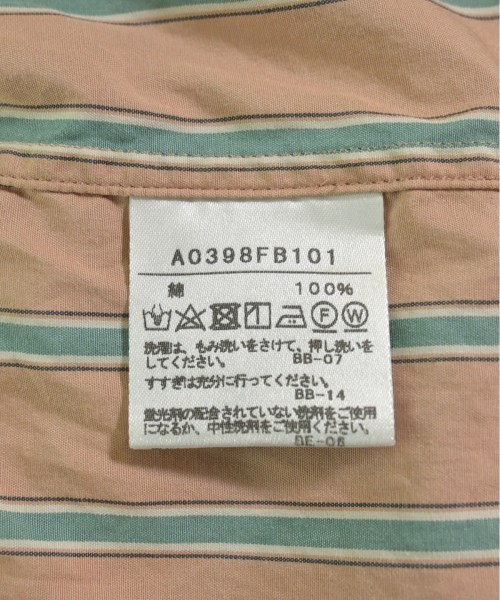 A0398FB101
綿 100%
F W
洗濯は、もみ洗いをさけて、押し洗いを
してください。 BB-07
すすぎは充分に行ってください。
BB-14
蛍光剤の配合されていない洗剤をご使用
になるか、中性洗剤をご使用ください。
BE-06